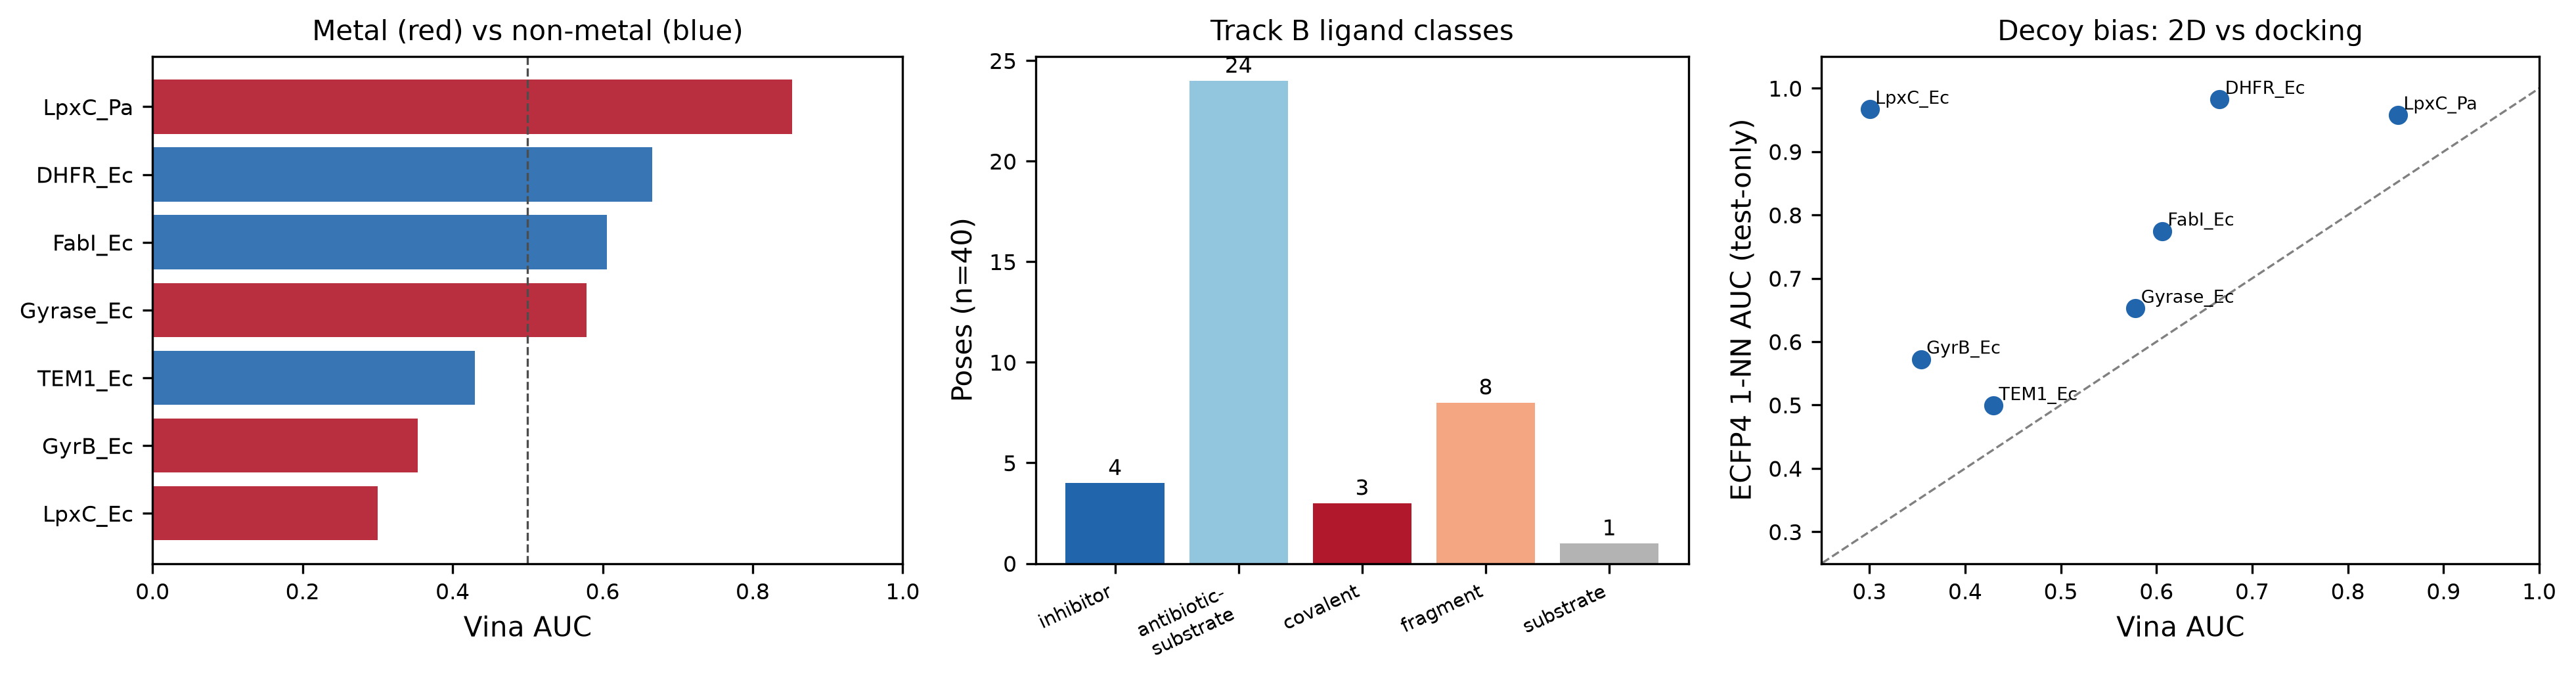 Metal (red) vs non-metal (blue)
LpxC_Pa
DHFR_Ec
FabI_Ec
Gyrase_Ec
TEM1_Ec
GyrB_Ec
LpxC_Ec
0.0 0.2 0.4 0.6 0.8 1.0
Vina AUC
Track B ligand classes
Poses (n=40)
25
20
15
10
5
0
4
24
3
8
1
inhibitor
antibiotic-
substrate
covalent
fragment
substrate
Decoy bias: 2D vs docking
ECFP4 1-NN AUC (test-only)
1.0
0.9
0.8
0.7
0.6
0.5
0.4
0.3
LpxC_Ec
DHFR_Ec
LpxC_Pa
FabI_Ec
Gyrase_Ec
GyrB_Ec
TEM1_Ec
0.3 0.4 0.5 0.6 0.7 0.8 0.9 1.0
Vina AUC